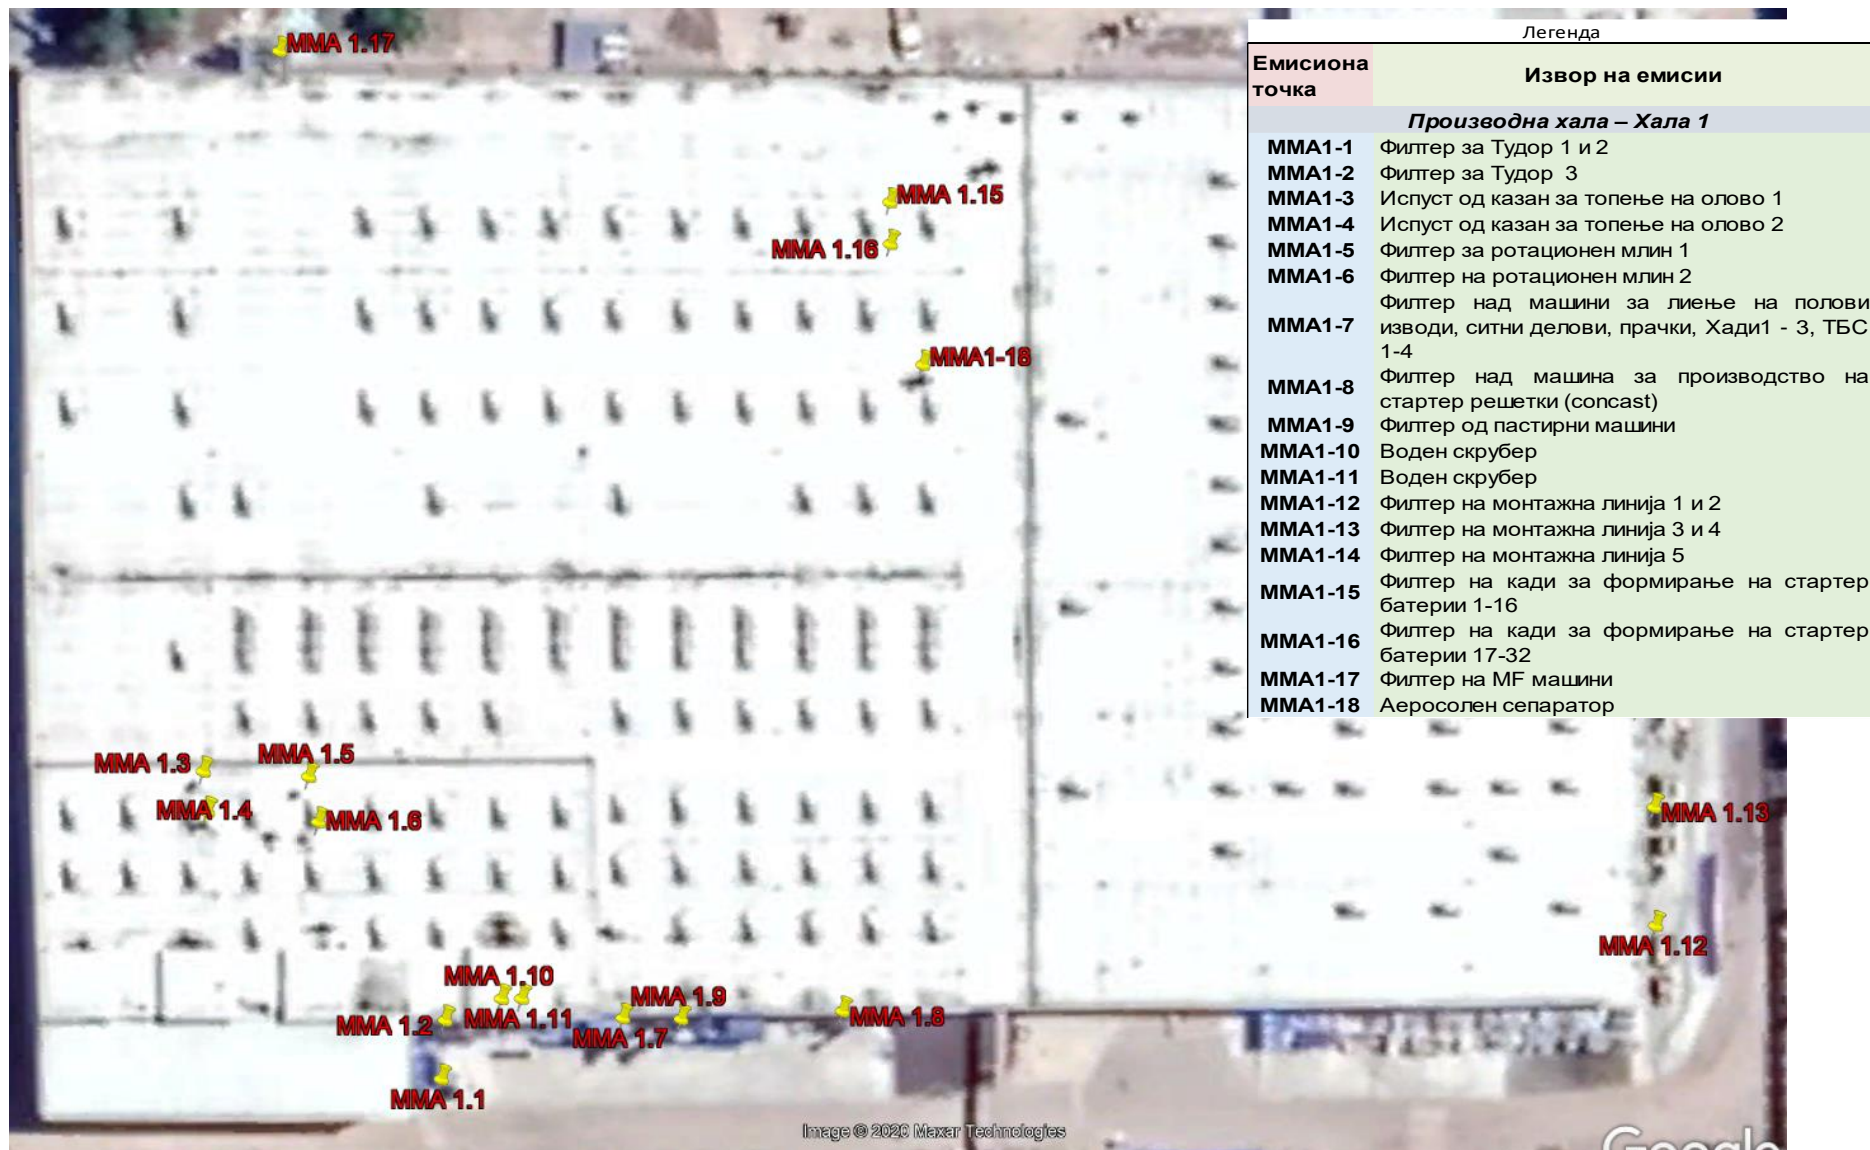 MMA 1.17
Легенда
Емисиона
точка
Извор на емисии
Производна хала – Хала 1
MMA1-1 Филтер за Тудор 1 и 2
MMA1-2 Филтер за Тудор 3
MMA1-3 Испуст од казан за топење на олово 1
MMA1-4 Испуст од казан за топење на олово 2
MMA1-5 Филтер за ротационен млин 1
MMA1-6 Филтер на ротационен млин 2
MMA1-7 Филтер над машини за лиење на полови
изводи, ситни делови, прачки, Хади1 - 3, ТБС
1-4
MMA1-8 Филтер над машина за производство на
стартер решетки (concast)
MMA1-9 Филтер од пастирни машини
MMA1-10 Воден скрубер
MMA1-11 Воден скрубер
MMA1-12 Филтер на монтажна линија 1 и 2
MMA1-13 Филтер на монтажна линија 3 и 4
MMA1-14 Филтер на монтажна линија 5
MMA1-15 Филтер на кади за формирање на стартер
батерии 1-16
MMA1-16 Филтер на кади за формирање на стартер
батерии 17-32
MMA1-17 Филтер на MF машини
MMA1-18 Аеросолен сепаратор
MMA 1.15
MMA 1.16
MMA1-18
MMA 1.3
MMA 1.5
MMA 1.4
MMA 1.6
MMA 1.13
MMA 1.12
MMA 1.10
MMA 1.9
MMA 1.2
MMA 1.11
MMA 1.8
MMA 1.7
MMA 1.1
Image © 2020 Maxar Technologies
Google